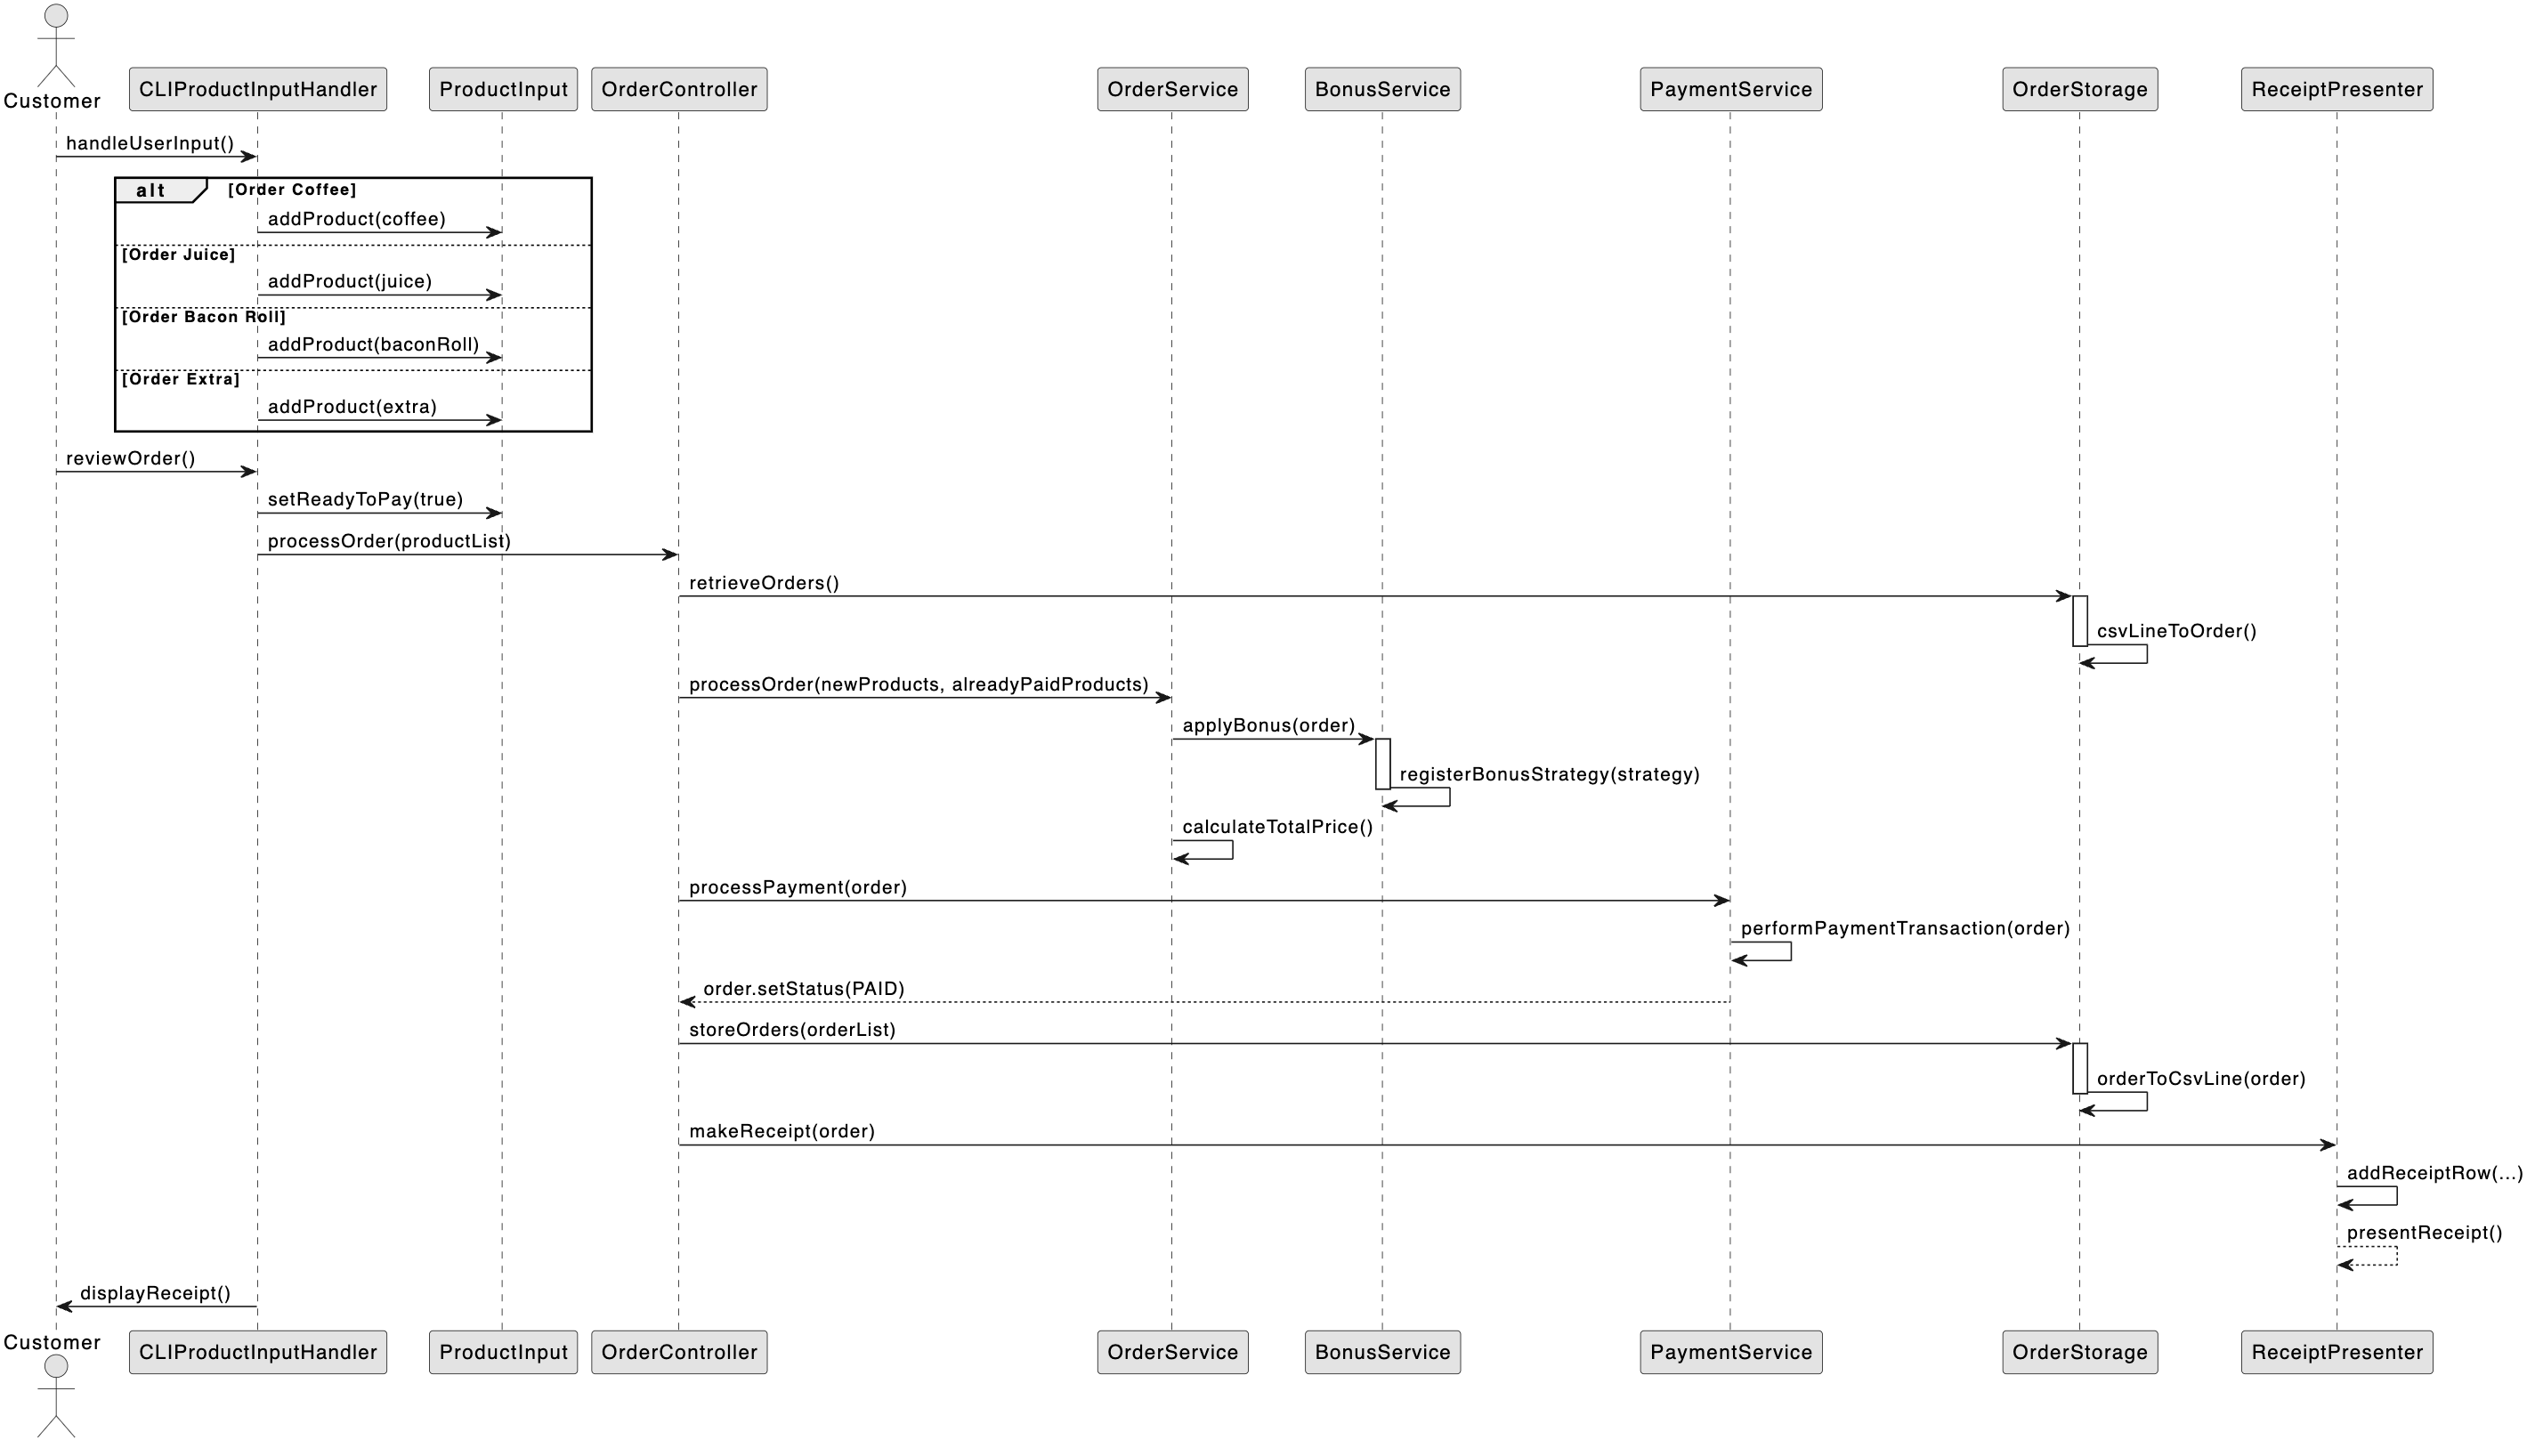 Customer
CLIProductInputHandler
ProductInput
OrderController
OrderService
BonusService
PaymentService
OrderStorage
ReceiptPresenter
handleUserInput()
alt
[Order Coffee]
addProduct(coffee)
[Order Juice]
addProduct(juice)
[Order Bacon Roll]
addProduct(baconRoll)
[Order Extra]
addProduct(extra)
reviewOrder()
setReadyToPay(true)
processOrder(productList)
retrieveOrders()
csvLineToOrder()
processOrder(newProducts, alreadyPaidProducts)
applyBonus(order)
registerBonusStrategy(strategy)
calculateTotalPrice()
processPayment(order)
performPaymentTransaction(order)
order.setStatus(PAID)
storeOrders(orderList)
orderToCsvLine(order)
makeReceipt(order)
addReceiptRow(...)
presentReceipt()
displayReceipt()
Customer
CLIProductInputHandler
ProductInput
OrderController
OrderService
BonusService
PaymentService
OrderStorage
ReceiptPresenter